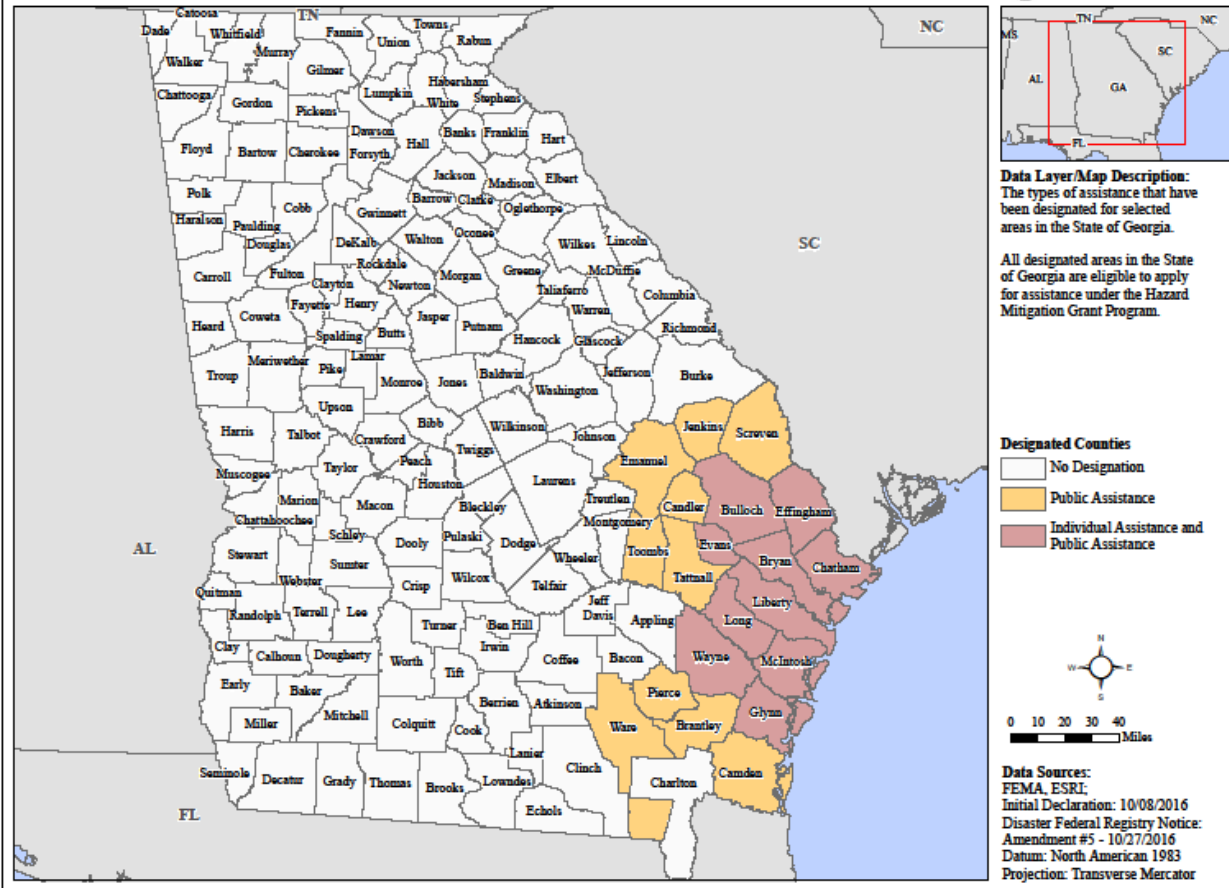 TN
NC
Catoosa
Fannin
Towns
Dade
Whitfield
Union
Rabun
Murray
Walker
Gilmer
Habersham
Lumpkin
White
Stephens
Chattooga
Gordon
Pickens
Dawson
Hall
Banks
Franklin
Hart
Floyd
Bartow
Cherokee
Forsyth
Jackson
Madison
Elbert
Polk
Cobb
Gwinnett
Barrow
Clarke
Oglethorpe
Haralson
Paulding
Douglas
DeKalb
Walton
Oconee
Wilkes
Lincoln
SC
Carroll
Fulton
Clayton
Rockdale
Newton
Morgan
Greene
Taliaferro
McDuffie
Columbia
Heard
Coweta
Fayette
Henry
Spalding
Butts
Jasper
Putnam
Hancock
Warren
Glascock
Richmond
Troup
Meriwether
Pike
Lamar
Monroe
Jones
Baldwin
Washington
Jefferson
Burke
Upson
Harris
Talbot
Crawford
Bibb
Twiggs
Wilkinson
Johnson
Emanuel
Jenkins
Screven
Muscogee
Taylor
Peach
Houston
Laurens
Treutlen
Candler
Bulloch
Effingham
Marion
Macon
Bleckley
Chattahoochee
Schley
Dooly
Pulaski
Dodge
Montgomery
Wheeler
Toombs
Evans
Bryan
Chatham
AL
Stewart
Webster
Sumter
Crisp
Wilcox
Telfair
Tattnall
Liberty
Quitman
Randolph
Terrell
Lee
Turner
Ben Hill
Jeff
Davis
Appling
Long
Clay
Calhoun
Dougherty
Worth
Irwin
Tift
Coffee
Bacon
Wayne
McIntosh
Early
Baker
Mitchell
Colquitt
Berrien
Atkinson
Pierce
Ware
Brantley
Glynn
Miller
Cook
Lanier
Clinch
Charlton
Camden
Seminole
Decatur
Grady
Thomas
Brooks
Lowndes
Echols
FL
TN
NC
MS
SC
AL
GA
FL
Data Layer/Map Description:
The types of assistance that have
been designated for selected
areas in the State of Georgia.
All designated areas in the State
of Georgia are eligible to apply
for assistance under the Hazard
Mitigation Grant Program.
Designated Counties
No Designation
Public Assistance
Individual Assistance and
Public Assistance
N
W E
S
0 10 20 30 40
Miles
Data Sources:
FEMA, ESRI;
Initial Declaration: 10/08/2016
Disaster Federal Registry Notice:
Amendment #5 - 10/27/2016
Datum: North American 1983
Projection: Transverse Mercator